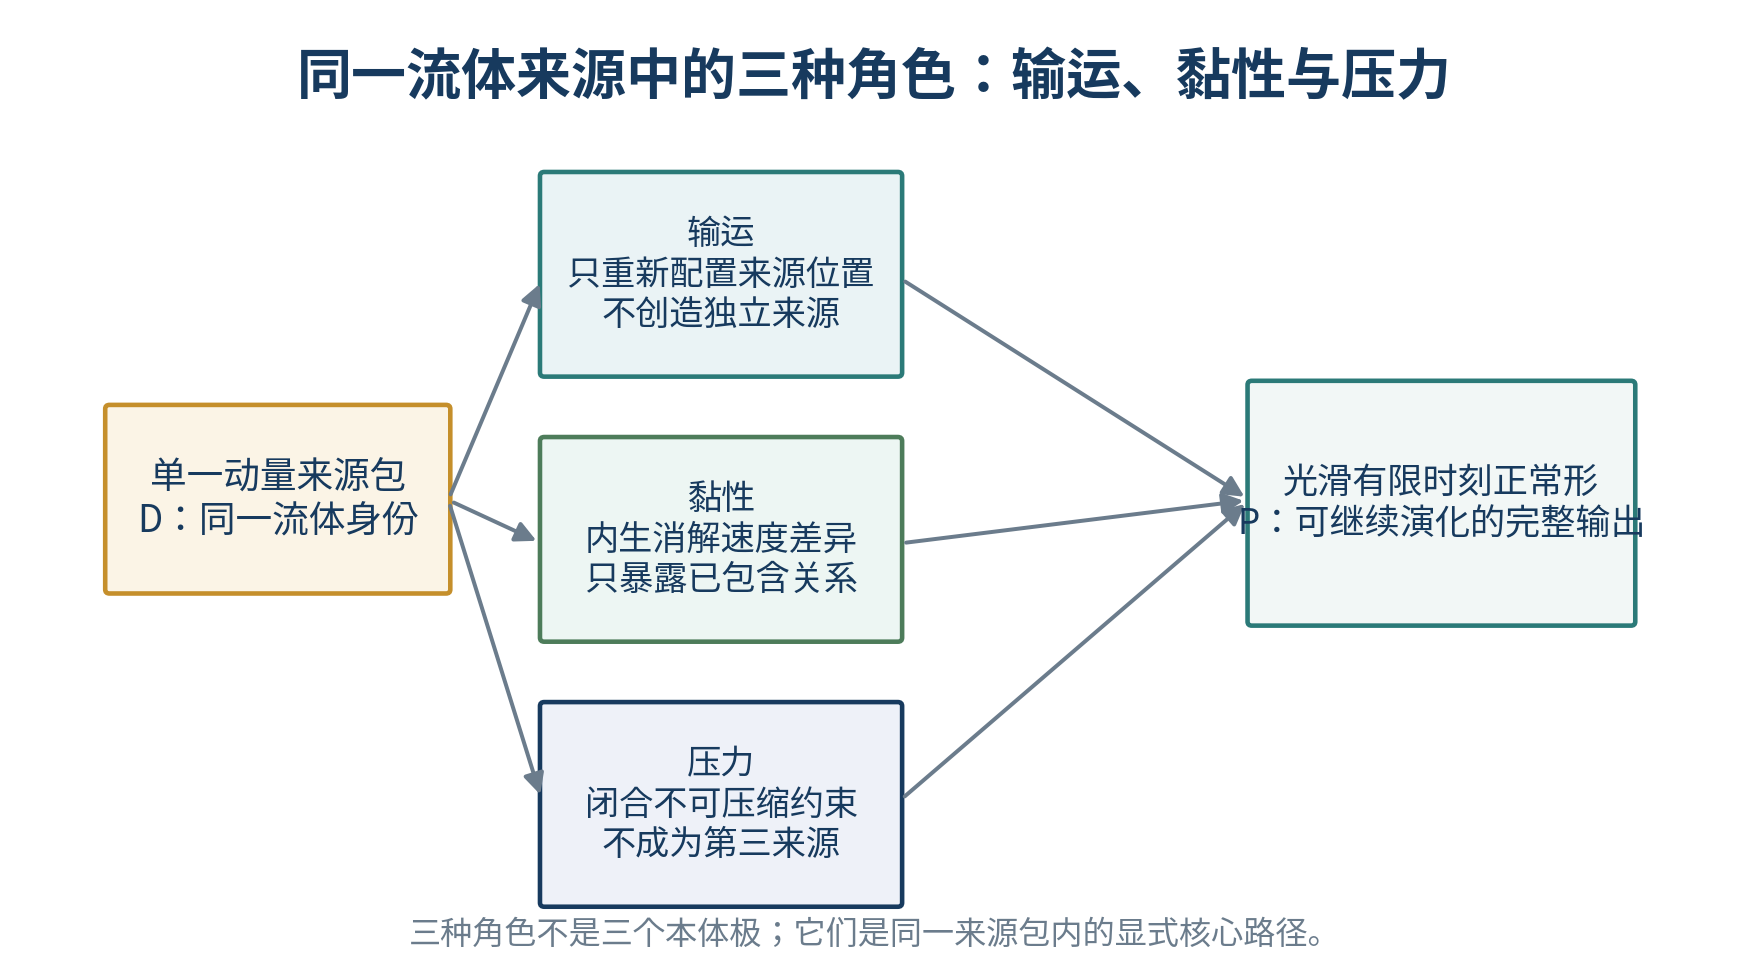 同一流体来源中的三种角色：输运、黏性与压力
输运
只重新配置来源位置
不创造独立来源
单一动量来源包
D：同一流体身份
黏性
内生消解速度差异
只暴露已包含关系
光滑有限时刻正常形
P：可继续演化的完整输出
压力
闭合不可压缩约束
不成为第三来源
三种角色不是三个本体极；它们是同一来源包内的显式核心路径。